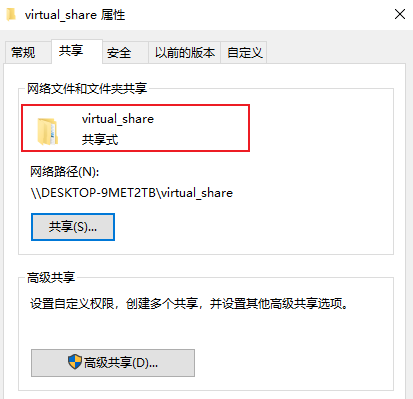 virtual_share 属性
常规 共享 安全 以前的版本 自定义
网络文件和文件夹共享
virtual_share
共享式
网络路径(N):
\\DESKTOP-9MET2TB\virtual_share
共享(S)...
高级共享
设置自定义权限，创建多个共享，并设置其他高级共享选项。
高级共享(D)...